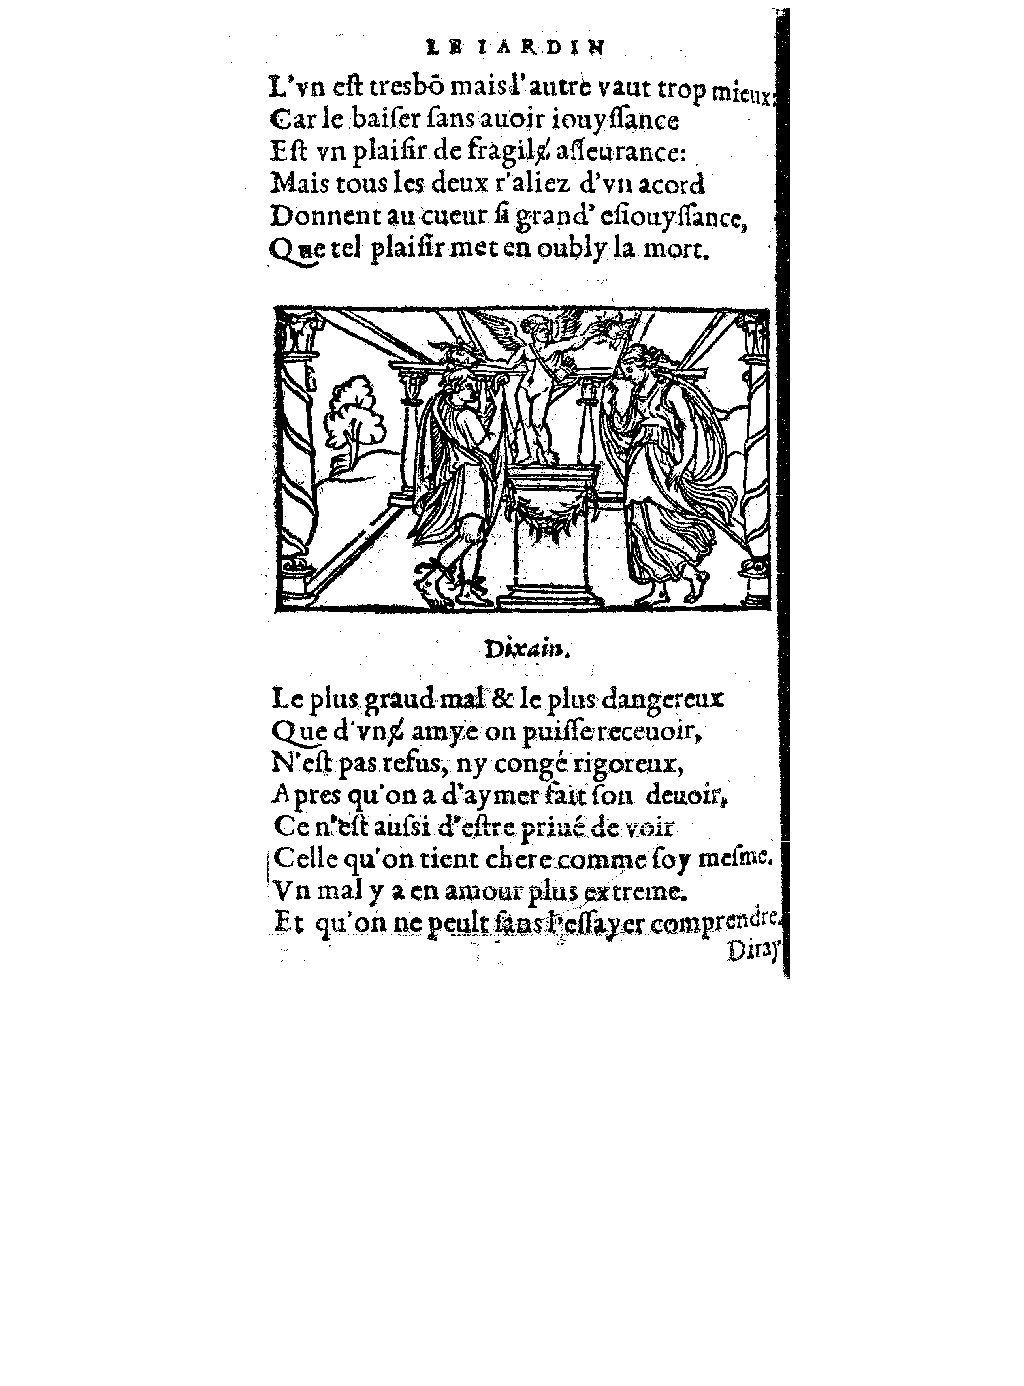 LE IARDIN
L'vn eſt tresbō mais l'autre vaut trop mieux:
Car le baiſer ſans auoir iouyſſance
Eſt vn plaiſir de fragilɇ aſſeurance:
Mais tous les deux r'aliez d'vn acord
Donnent au cueur ſi grand' eſiouyſſance,
Que tel plaiſir met en oubly la mort.
Dixain.
Le plus graud mal & le plus dangereux
Que d'vnɇ amye on puiſſe receuoir,
N'eſt pas refus, ny congé rigoreux,
Apres qu'on a d'aymer fait ſon deuoir,
Ce n'eſt auſsi d'eſtre priué de voir
Celle qu'on tient chere comme ſoy meſme.
Vn mal y a en amour plus extreme.
Et qu'on ne peult ſans l'eſſayer comprendre.
Diray